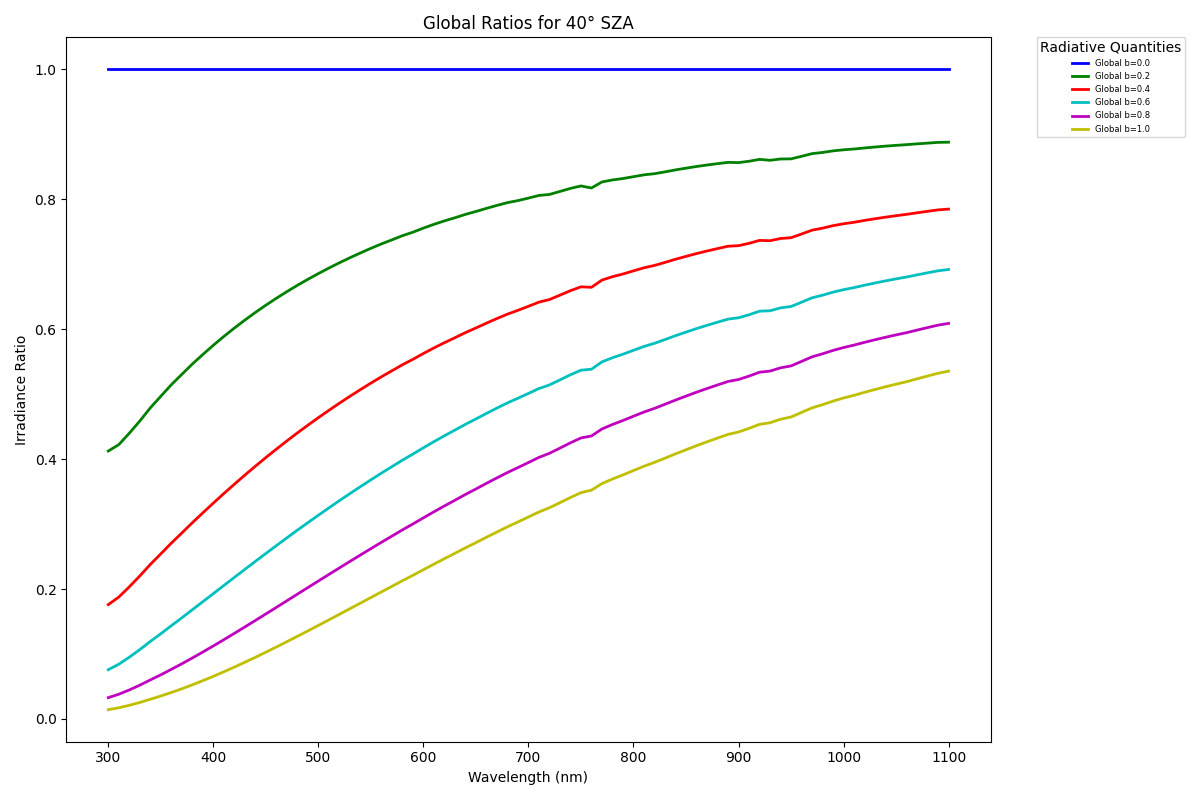 Global Ratios for 40° SZA
Radiative Quantities
Global b=0.0
Global b=0.2
Global b=0.4
Global b=0.6
Global b=0.8
Global b=1.0
Irradiance Ratio
1.0
0.8
0.6
0.4
0.2
0.0
300 400 500 600 700 800 900 1000 1100
Wavelength (nm)